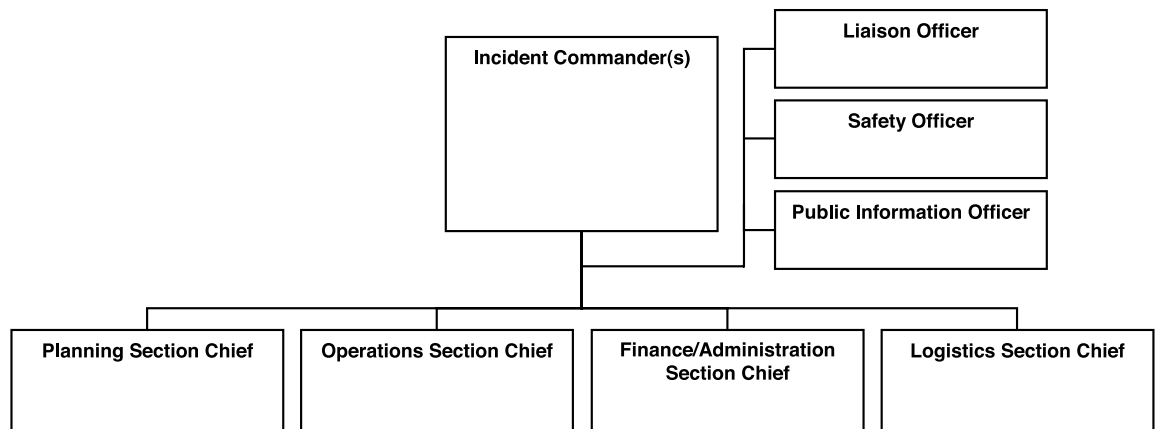 Incident Commander(s)
Liaison Officer
Safety Officer
Public Information Officer
Planning Section Chief
Operations Section Chief
Finance/Administration
Section Chief
Logistics Section Chief